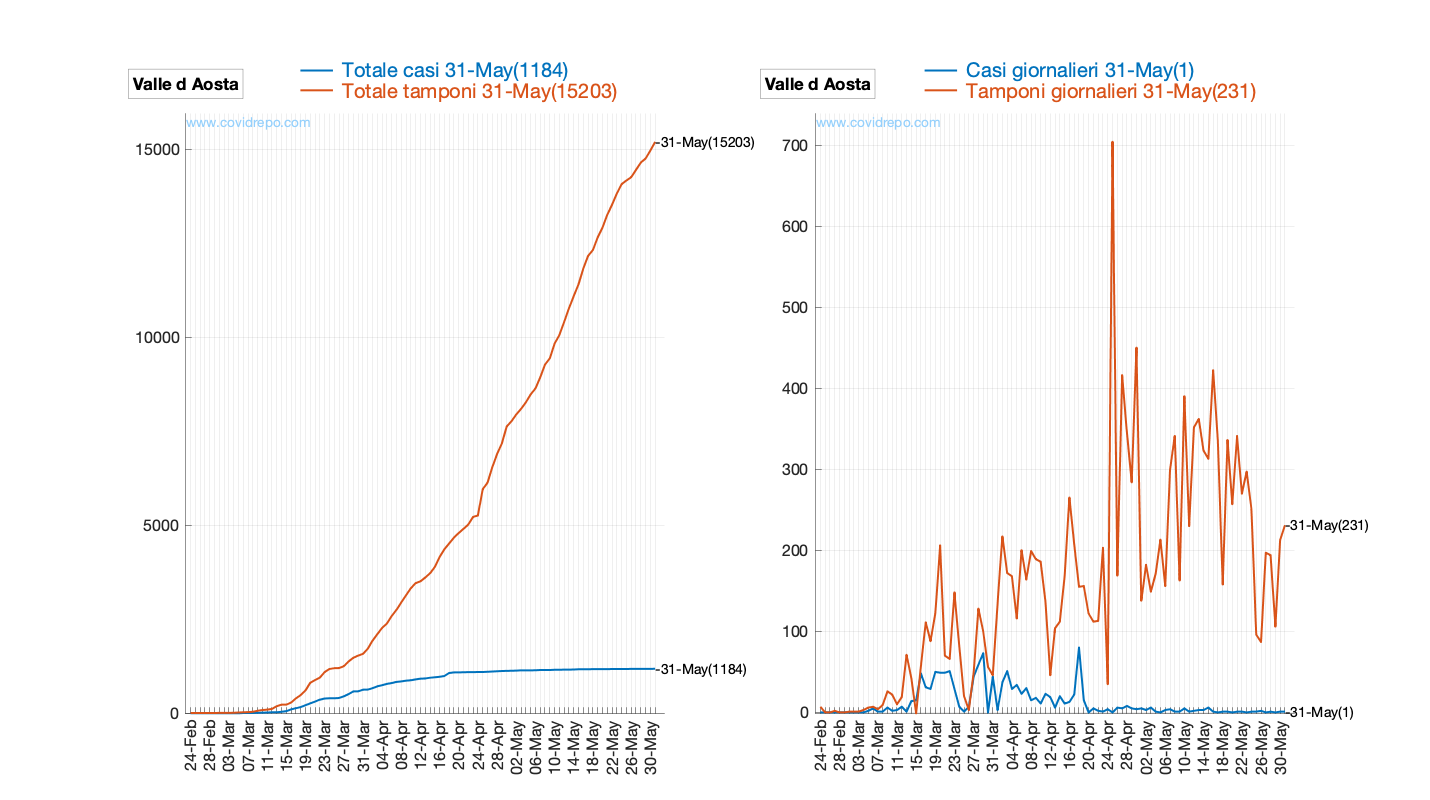 Valle d Aosta
Totale casi 31-May(1184)
Totale tamponi 31-May(15203)
www.covidrepo.com
15000
10000
5000
0
31-May(15203)
31-May(1184)
24-Feb
28-Feb
03-Mar
07-Mar
11-Mar
15-Mar
19-Mar
23-Mar
27-Mar
31-Mar
04-Apr
08-Apr
12-Apr
16-Apr
20-Apr
24-Apr
28-Apr
02-May
06-May
10-May
14-May
18-May
22-May
26-May
30-May
Valle d Aosta
Casi giornalieri 31-May(1)
Tamponi giornalieri 31-May(231)
www.covidrepo.com
700
600
500
400
300
200
100
0
31-May(231)
31-May(1)
24-Feb
28-Feb
03-Mar
07-Mar
11-Mar
15-Mar
19-Mar
23-Mar
27-Mar
31-Mar
04-Apr
08-Apr
12-Apr
16-Apr
20-Apr
24-Apr
28-Apr
02-May
06-May
10-May
14-May
18-May
22-May
26-May
30-May